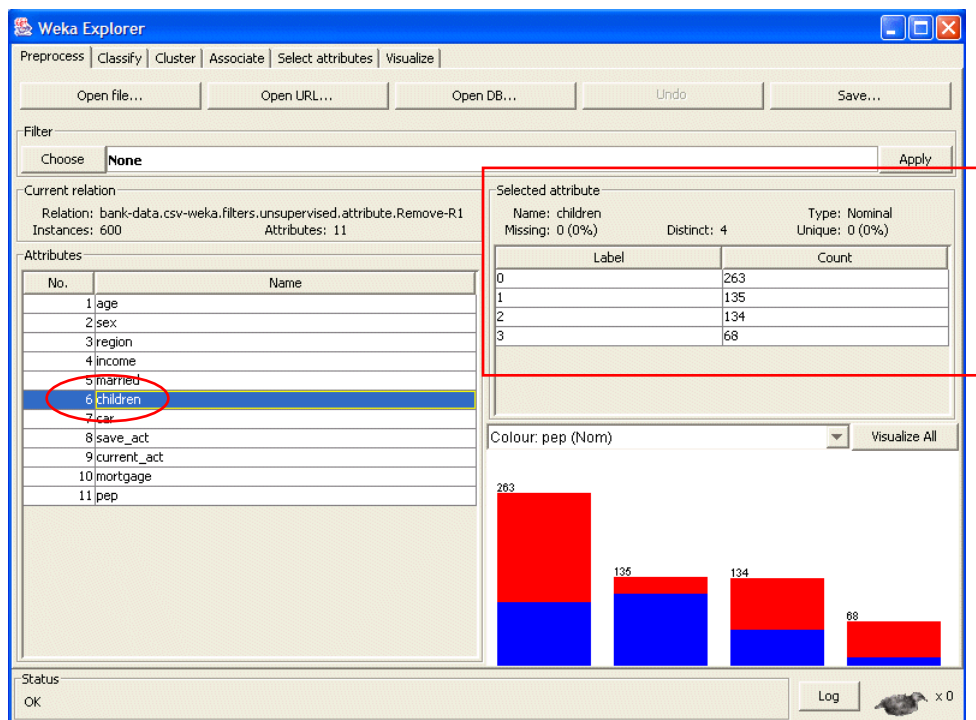 Weka Explorer
Preprocess Classify Cluster Associate Select attributes Visualize
Open file... Open URL... Open DB... Undo Save...
Filter
Choose None Apply
Current relation
Relation: bank-data.csv-weka.filters.unsupervised.attribute.Remove-R1
Instances: 600 Attributes: 11
Attributes
No. Name
1 age
2 sex
3 region
4 income
5 married
6 children
7 car
8 save_act
9 current_act
10 mortgage
11 pep
Selected attribute
Name: children Type: Nominal
Missing: 0 (0%) Distinct: 4 Unique: 0 (0%)
Label Count
0 263
1 135
2 134
3 68
Colour: pep (Nom) Visualize All
263
135
134
68
Status
OK
Log x 0